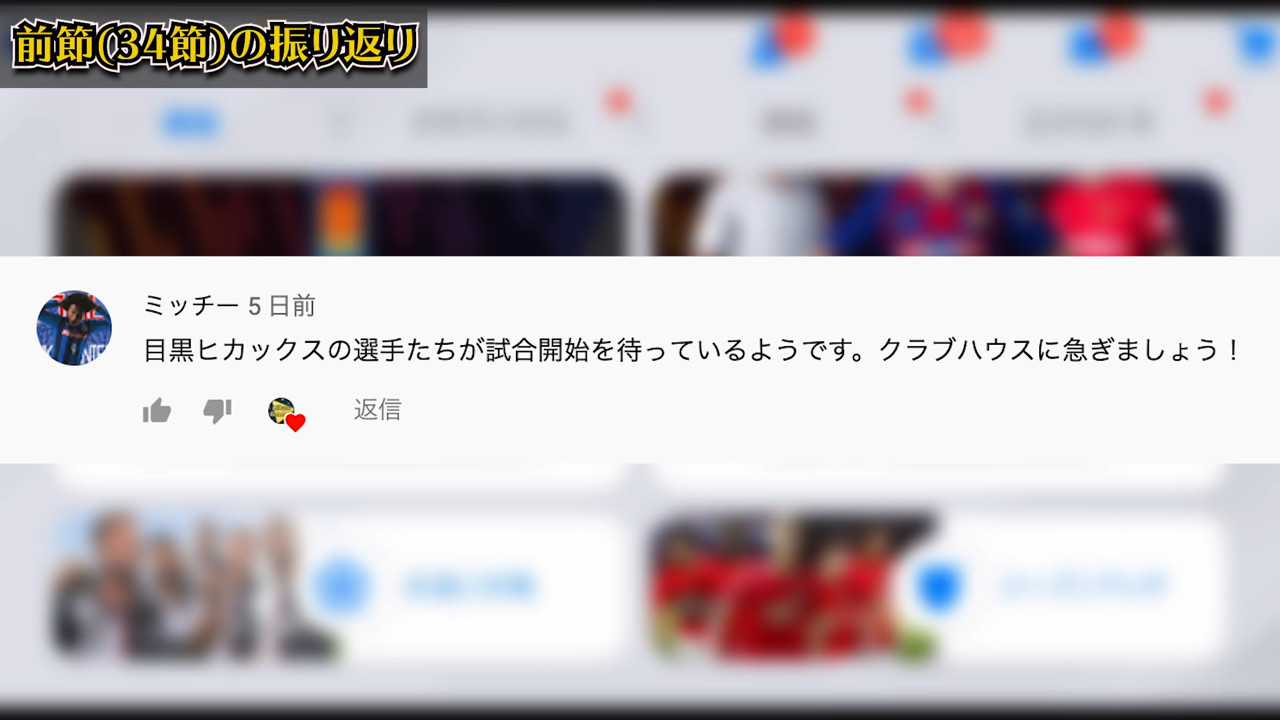 前節(34節)の振り返り
ミッチー 5 日前
目黒ヒカックスの選手たちが試合開始を待っているようです。クラブハウスに急ぎましょう！
返信